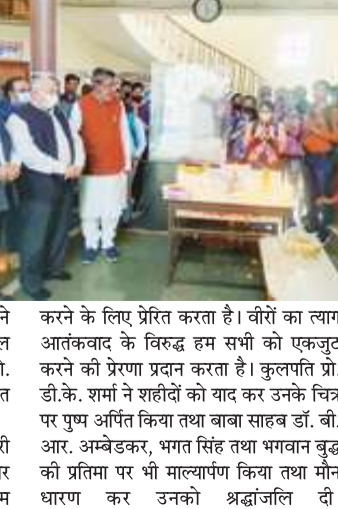 ने
ल
ो.
त
री
र
म
करने के लिए प्रेरित करता है। वीरों का त्याग
आतंकवाद के विरुद्ध हम सभी को एकजुट
करने की प्रेरणा प्रदान करता है। कुलपति प्रो.
डी.के. शर्मा ने शहीदों को याद कर उनके चित्र
पर पुष्प अर्पित किया तथा बाबा साहब डॉ. बी.
आर. अम्बेडकर, भगत सिंह तथा भगवान बुद्ध
की प्रतिमा पर भी माल्यार्पण किया तथा मौन
धारण कर उनको श्रद्धांजलि दी